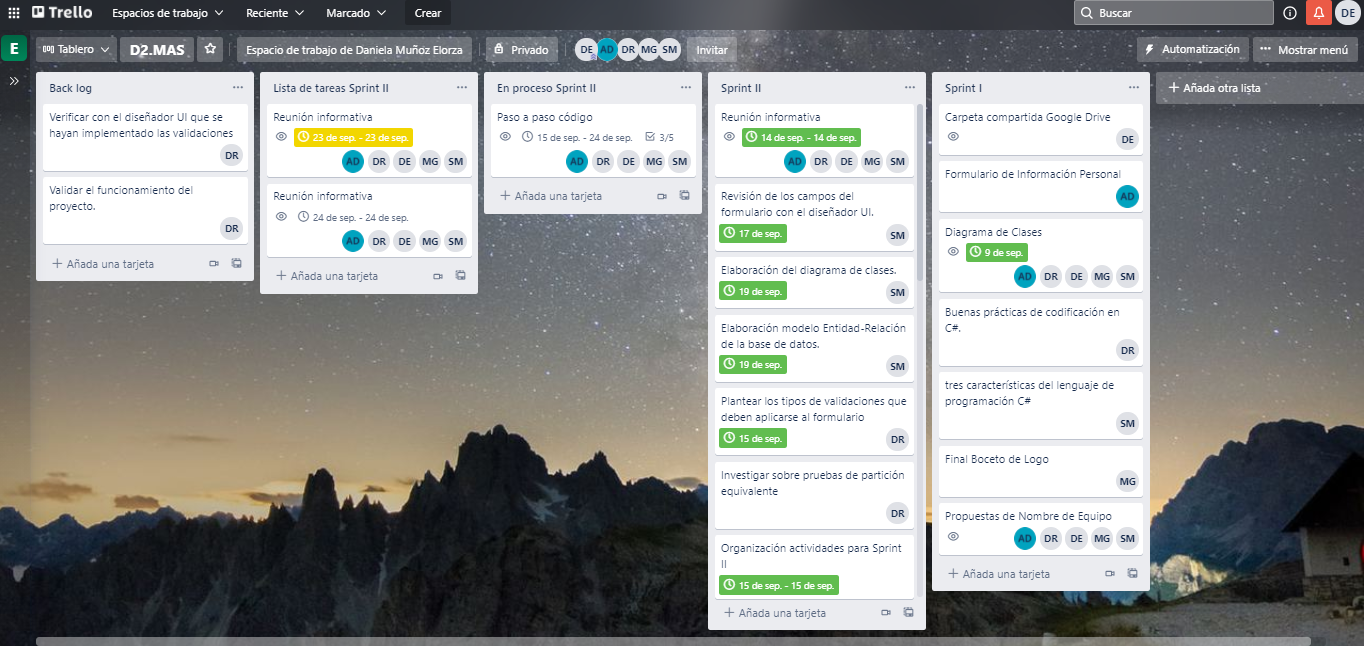 Trello Espacios de trabajo Reciente Marcado Crear Buscar DE
E Tablero D2.MAS Espacio de trabajo de Daniela Muñoz Elorza Privado DE AD DR MG SM Invitar Automatización Mostrar menú
Back log
Verificar con el diseñador UI que se
hayan implementado las validaciones
DR
Validar el funcionamiento del
proyecto.
DR
Añada una tarjeta
Lista de tareas Sprint II
Reunión informativa
23 de sep. - 23 de sep.
AD DR DE MG SM
Reunión informativa
24 de sep. - 24 de sep.
AD DR DE MG SM
Añada una tarjeta
En proceso Sprint II
Paso a paso código
15 de sep. - 24 de sep. 3/5
AD DR DE MG SM
Añada una tarjeta
Sprint II
Reunión informativa
14 de sep. - 14 de sep.
AD DR DE MG SM
Revisión de los campos del
formulario con el diseñador UI.
17 de sep.
SM
Elaboración del diagrama de clases.
19 de sep.
SM
Elaboración modelo Entidad-Relación
de la base de datos.
19 de sep.
SM
Plantear los tipos de validaciones que
deben aplicarse al formulario
15 de sep.
DR
Investigar sobre pruebas de partición
equivalente
DR
Organización actividades para Sprint
II
15 de sep. - 15 de sep.
Añada una tarjeta
Sprint I
Carpeta compartida Google Drive
DE
Formulario de Información Personal
AD
Diagrama de Clases
9 de sep.
AD DR DE MG SM
Buenas prácticas de codificación en
C#.
DR
tres características del lenguaje de
programación C#
SM
Final Boceto de Logo
MG
Propuestas de Nombre de Equipo
AD DR DE MG SM
Añada una tarjeta
Añada otra lista